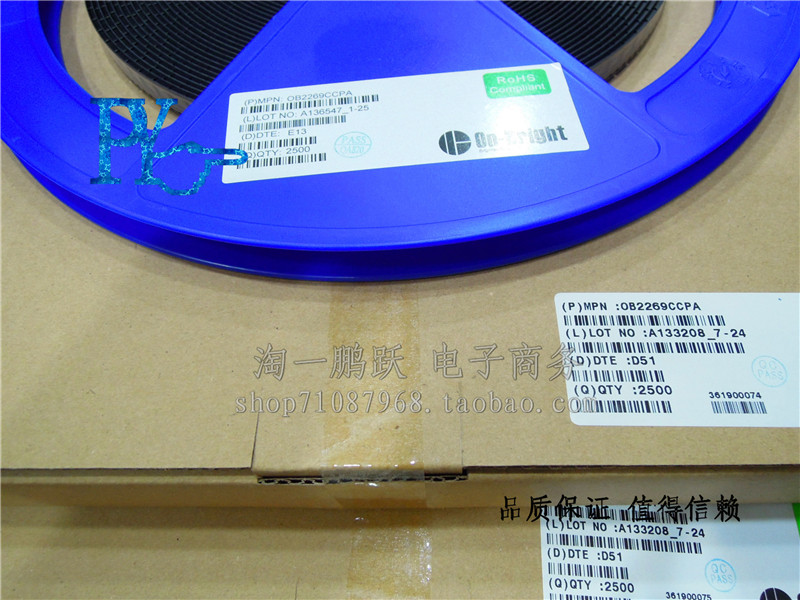 RoHS
Compliant
(P)MPN: OB2269CCPA
(L)LOT NO: A136547_1-25
(D)DTE: E13
(Q)QTY: 2500
PASS
On-Bright
PY
(P)MPN :OB2269CCPA
(L)LOT NO :A133208_7-24
(D)DTE :D51
(Q)QTY :2500
QC
PASS
361900074
淘一鹏跃 电子商务
shop71087968.taobao.com
品质保证 值得信赖
(L)LOT NO :A133208_7-24
(D)DTE :D51
(Q)QTY :2500
QC
PASS
361900075